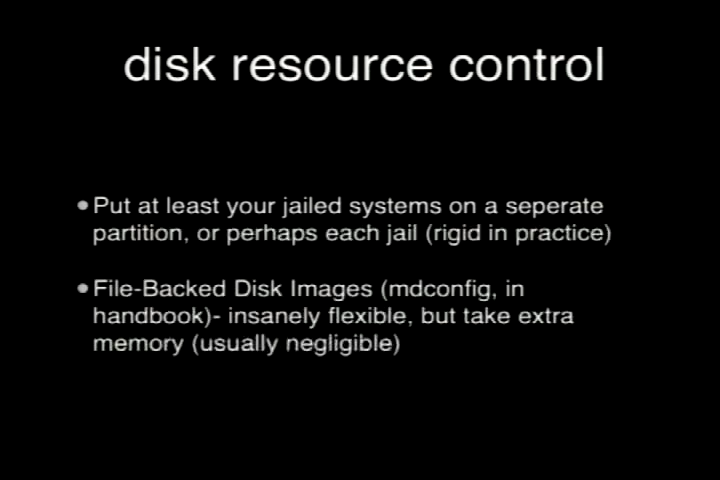 disk resource control
•Put at least your jailed systems on a seperate
partition, or perhaps each jail (rigid in practice)
•File-Backed Disk Images (mdconfig, in
handbook)- insanely flexible, but take extra
memory (usually negligible)